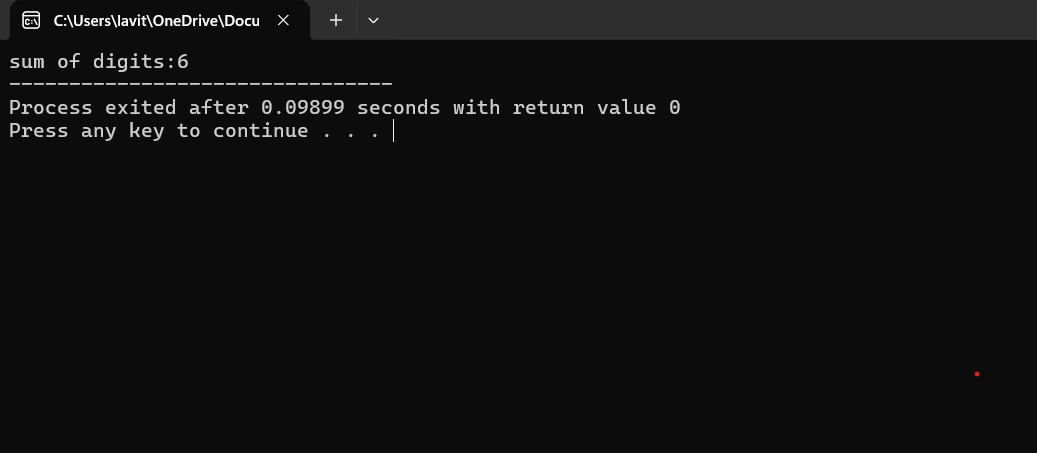 C:\Users\lavit\OneDrive\Docu
sum of digits:6
--------------------------------
Process exited after 0.09899 seconds with return value 0
Press any key to continue . . .